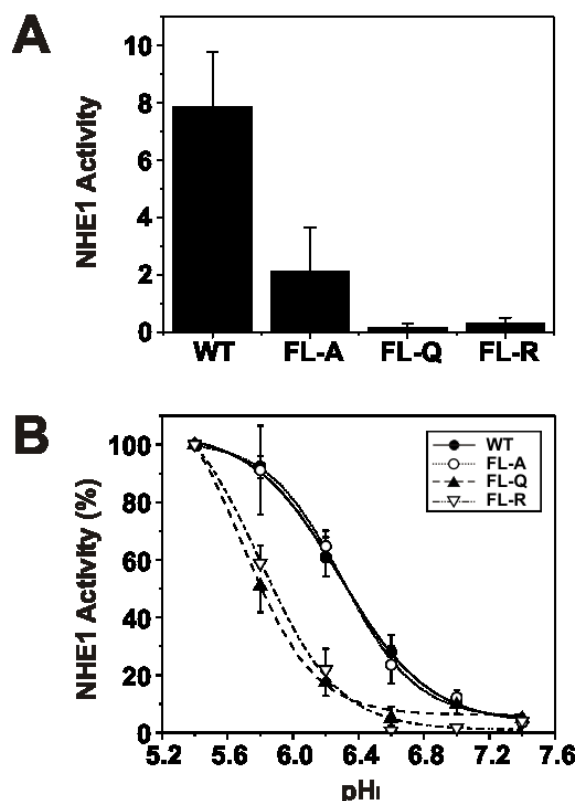 A
NHE1 Activity
10
8
6
4
2
0
WT FL-A FL-Q FL-R
B
NHE1 Activity (%)
100
80
60
40
20
0
WT
FL-A
FL-Q
FL-R
5.2 5.6 6.0 6.4 6.8 7.2 7.6
pHI